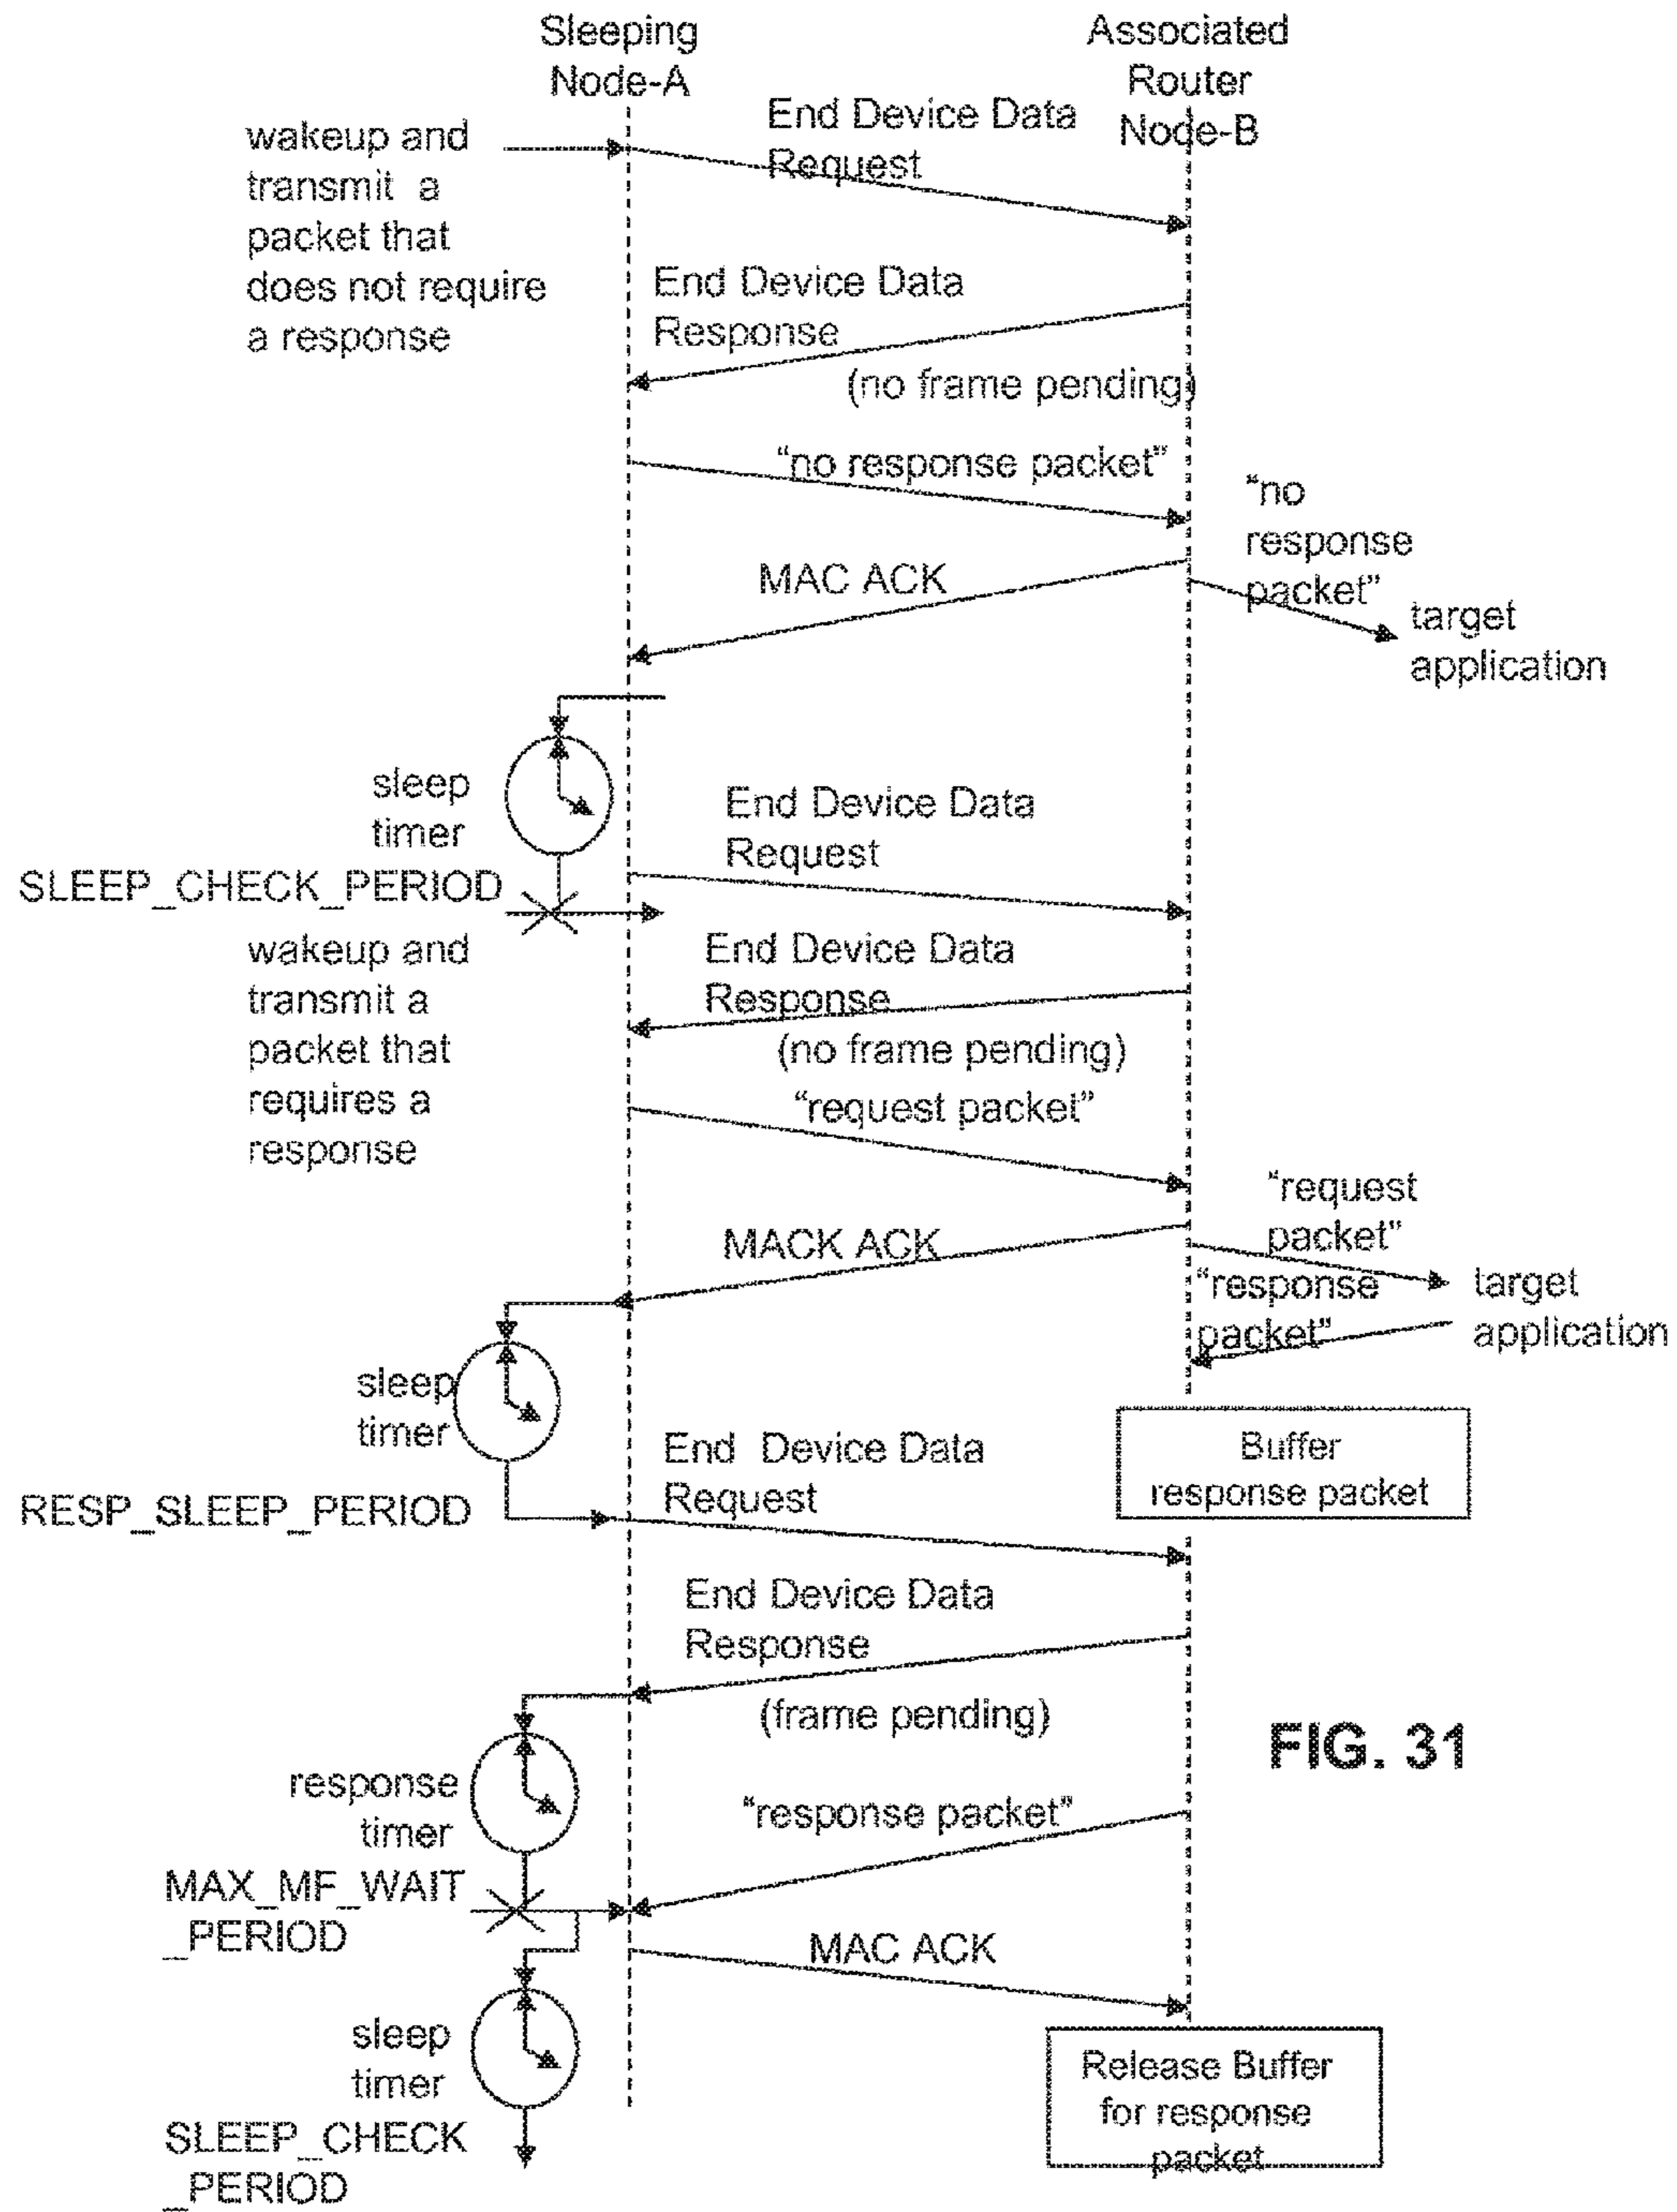 Sleeping
Node-A
Associated
Router
Node-B
wakeup and
transmit a
packet that
does not require
a response
End Device Data
Request
End Device Data
Response
(no frame pending)
"no response packet"
"no
response
packet"
MAC ACK
target
application
sleep
timer
SLEEP_CHECK_PERIOD
End Device Data
Request
wakeup and
transmit a
packet that
requires a
response
End Device Data
Response
(no frame pending)
"request packet"
"request
packet"
MACK ACK
"response
packet"
target
application
sleep
timer
RESP_SLEEP_PERIOD
Buffer
response packet
End Device Data
Request
End Device Data
Response
(frame pending)
FIG. 31
response
timer
MAX_MF_WAIT
_PERIOD
"response packet"
MAC ACK
sleep
timer
SLEEP_CHECK
_PERIOD
Release Buffer
for response
packet